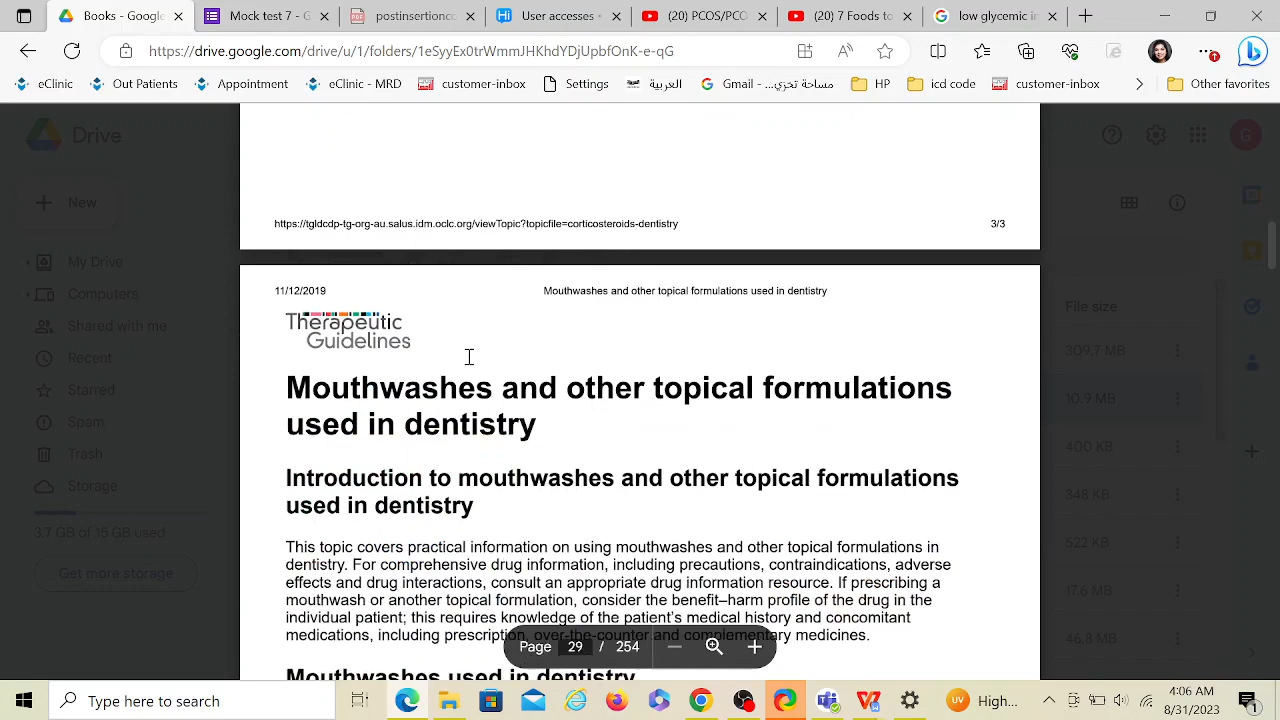 Mock test 7 - G
PERIODONTICS
Adverse effects
(20) POS/PCO
(20) 7 foods to
low glycemic in
https://drive.google.com/drive/u/1/folders/1eSyyEx0trWmmJHKhdYDjUpbfOnK-e-qG
eClinic
Out Patients
eClinic - MRD
customer-inbox
Settings
العربية
Gmail - مساحة تخزي...
HP
icd code
customer-inbox
Other favorites
Drive
G
New
My Drive
Computers
Shared with me
Recent
Starred
Spam
Trash
Storage
3.7 GB of 15 GB used
Get more storage
https://tgldcdp-tg-org-au.salus.idm.oclc.org/viewTopic?topicfile=corticosteroids-dentistry
3/3
11/12/2019
Mouthwashes and other topical formulations used in dentistry
Therapeutic
Guidelines
Mouthwashes and other topical formulations
used in dentistry
Introduction to mouthwashes and other topical formulations
used in dentistry
This topic covers practical information on using mouthwashes and other topical formulations in
dentistry. For comprehensive drug information, including precautions, contraindications, adverse
effects and drug interactions, consult an appropriate drug information resource. If prescribing a
mouthwash or another topical formulation, consider the benefit–harm profile of the drug in the
individual patient; this requires knowledge of the patient's medical history and concomitant
medications, including prescription, over-the-counter and complementary medicines.
Mouthwashes used in dentistry
Page 29 / 254
File size
309.7 MB
10.9 MB
400 KB
348 KB
522 KB
17.6 MB
46.8 MB
Type here to search
UV
High...
4:06 AM
8/31/2023
1